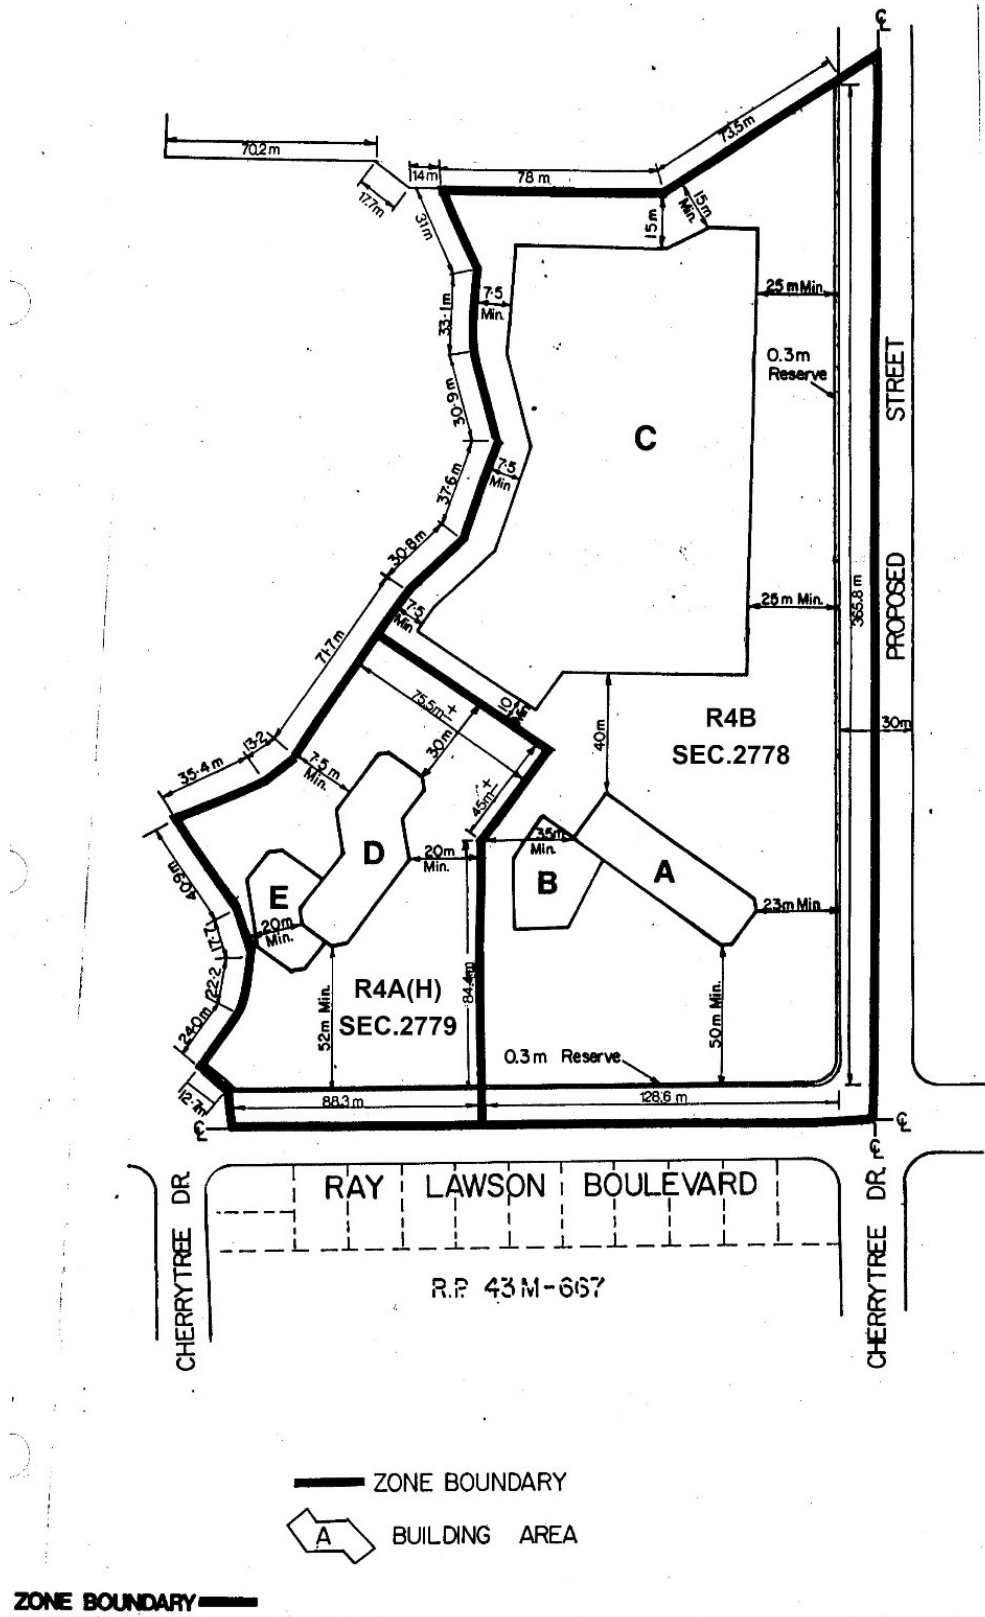 ℄
73.5m
70.2 m
14m
78 m
17.7m
31m
15m
15m
Min.
33.1m
7.5
Min.
25 m Min.
0.3m
Reserve
STREET
30.9m
C
37.6m
7.5
Min
30.8m
PROPOSED
7.5
Min
25 m Min.
365.8 m
71.7m
75.5m±
10
R4B
SEC.2778
30m
40m
30m
13.2
35.4m
7.5 m
Min.
45m±
D
20m
Min.
35m
Min.
B
A
40.9m
E
20m
Min.
23m Min
17.7
22.2
R4A(H)
SEC.2779
84.4m
24.0m
52m Min.
50m Min.
0.3m Reserve
12.7m
88.3 m
128.6 m
℄
℄
℄
RAY LAWSON BOULEVARD
CHERRYTREE DR.
CHERRYTREE DR.
R.P. 43M-667
ZONE BOUNDARY
A
BUILDING AREA
ZONE BOUNDARY